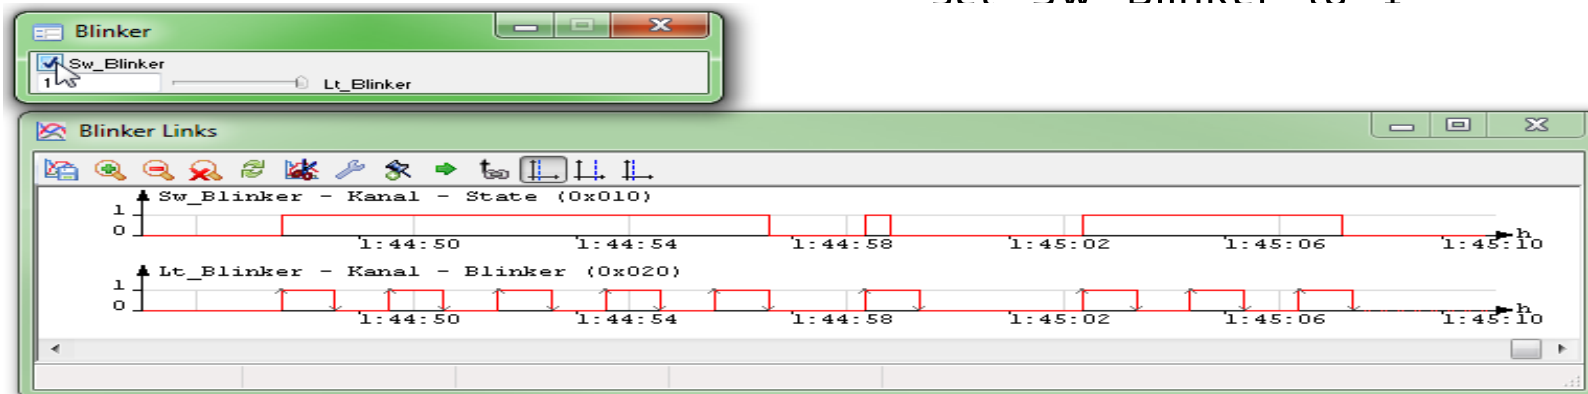 Blinker
Sw_Blinker
1
Lt_Blinker
Blinker Links
Sw_Blinker - Kanal - State (0x010)
1
0
h
1:44:50 1:44:54 1:44:58 1:45:02 1:45:06 1:45:10
Lt_Blinker - Kanal - Blinker (0x020)
1
0
h
1:44:50 1:44:54 1:44:58 1:45:02 1:45:06 1:45:10